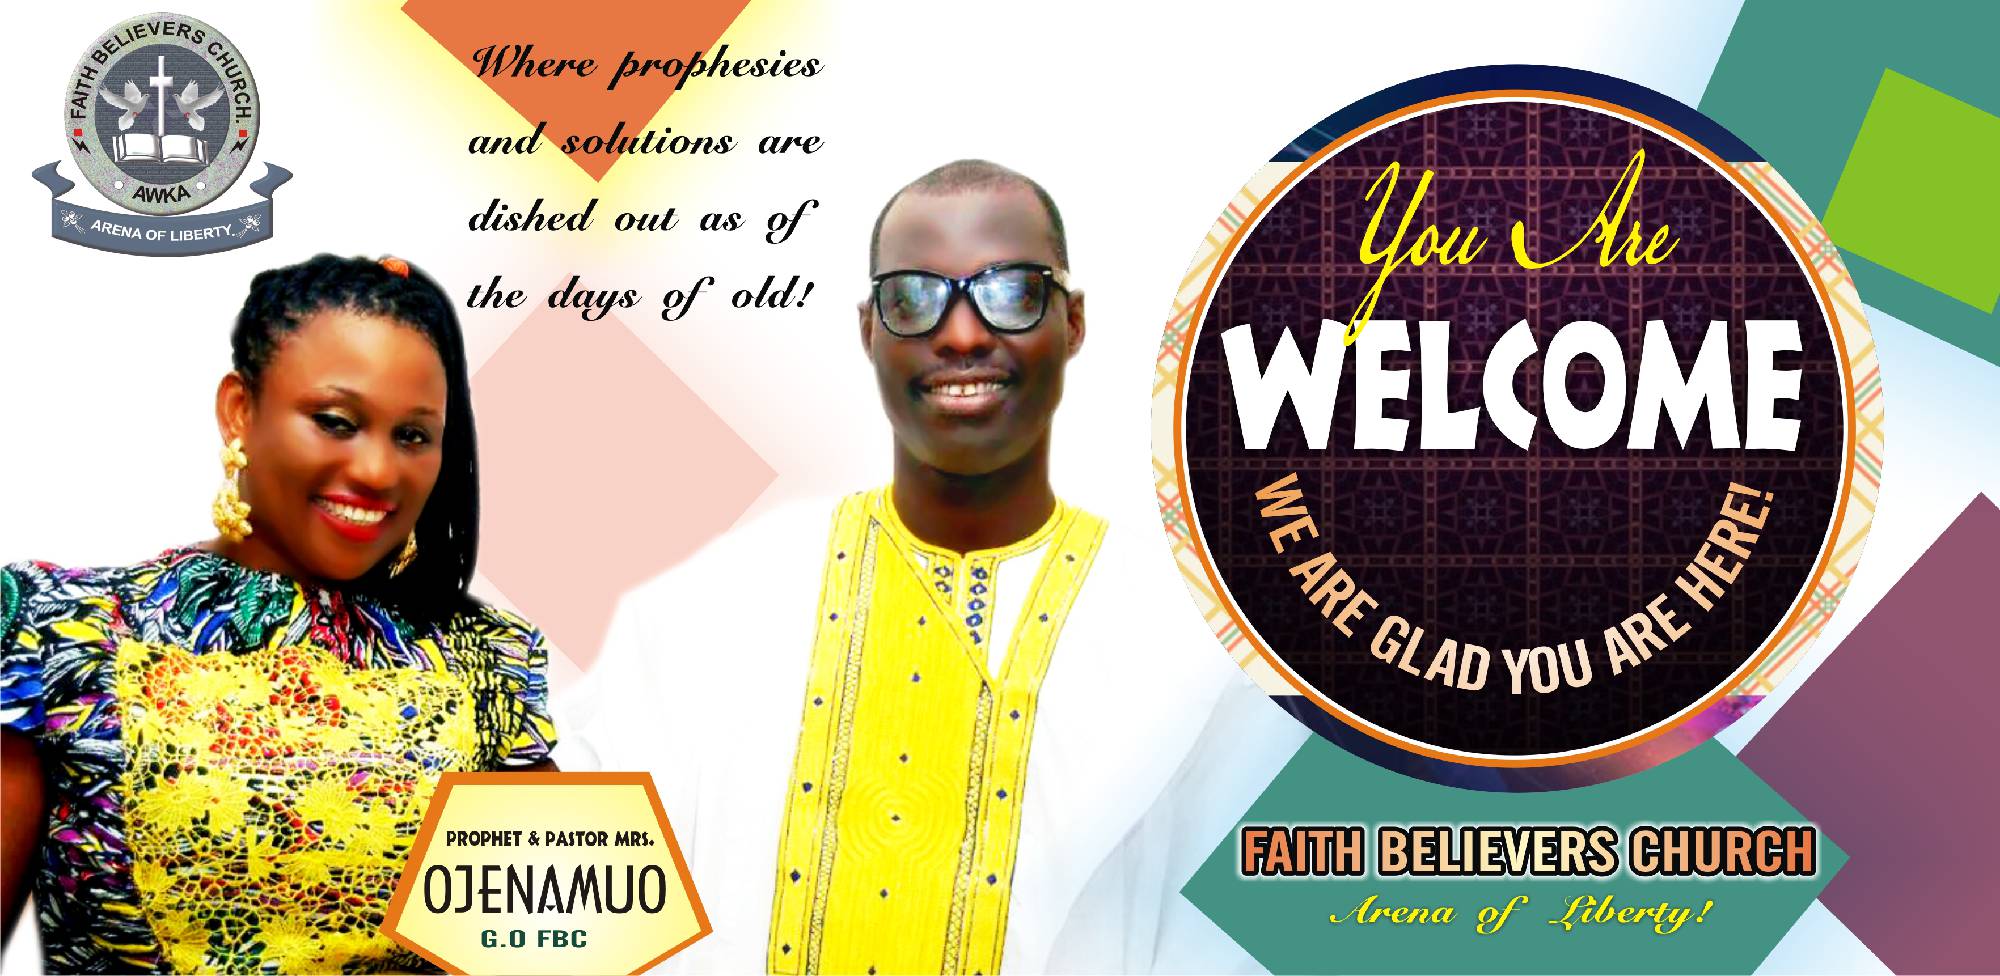 FAITH BELIEVERS CHURCH.
AWKA
ARENA OF LIBERTY.
Where prophesies
and solutions are
dished out as of
the days of old!
You Are
WELCOME
WE ARE GLAD YOU ARE HERE!
PROPHET & PASTOR MRS.
OJENAMUO
G.O FBC
FAITH BELIEVERS CHURCH
Arena of Liberty!